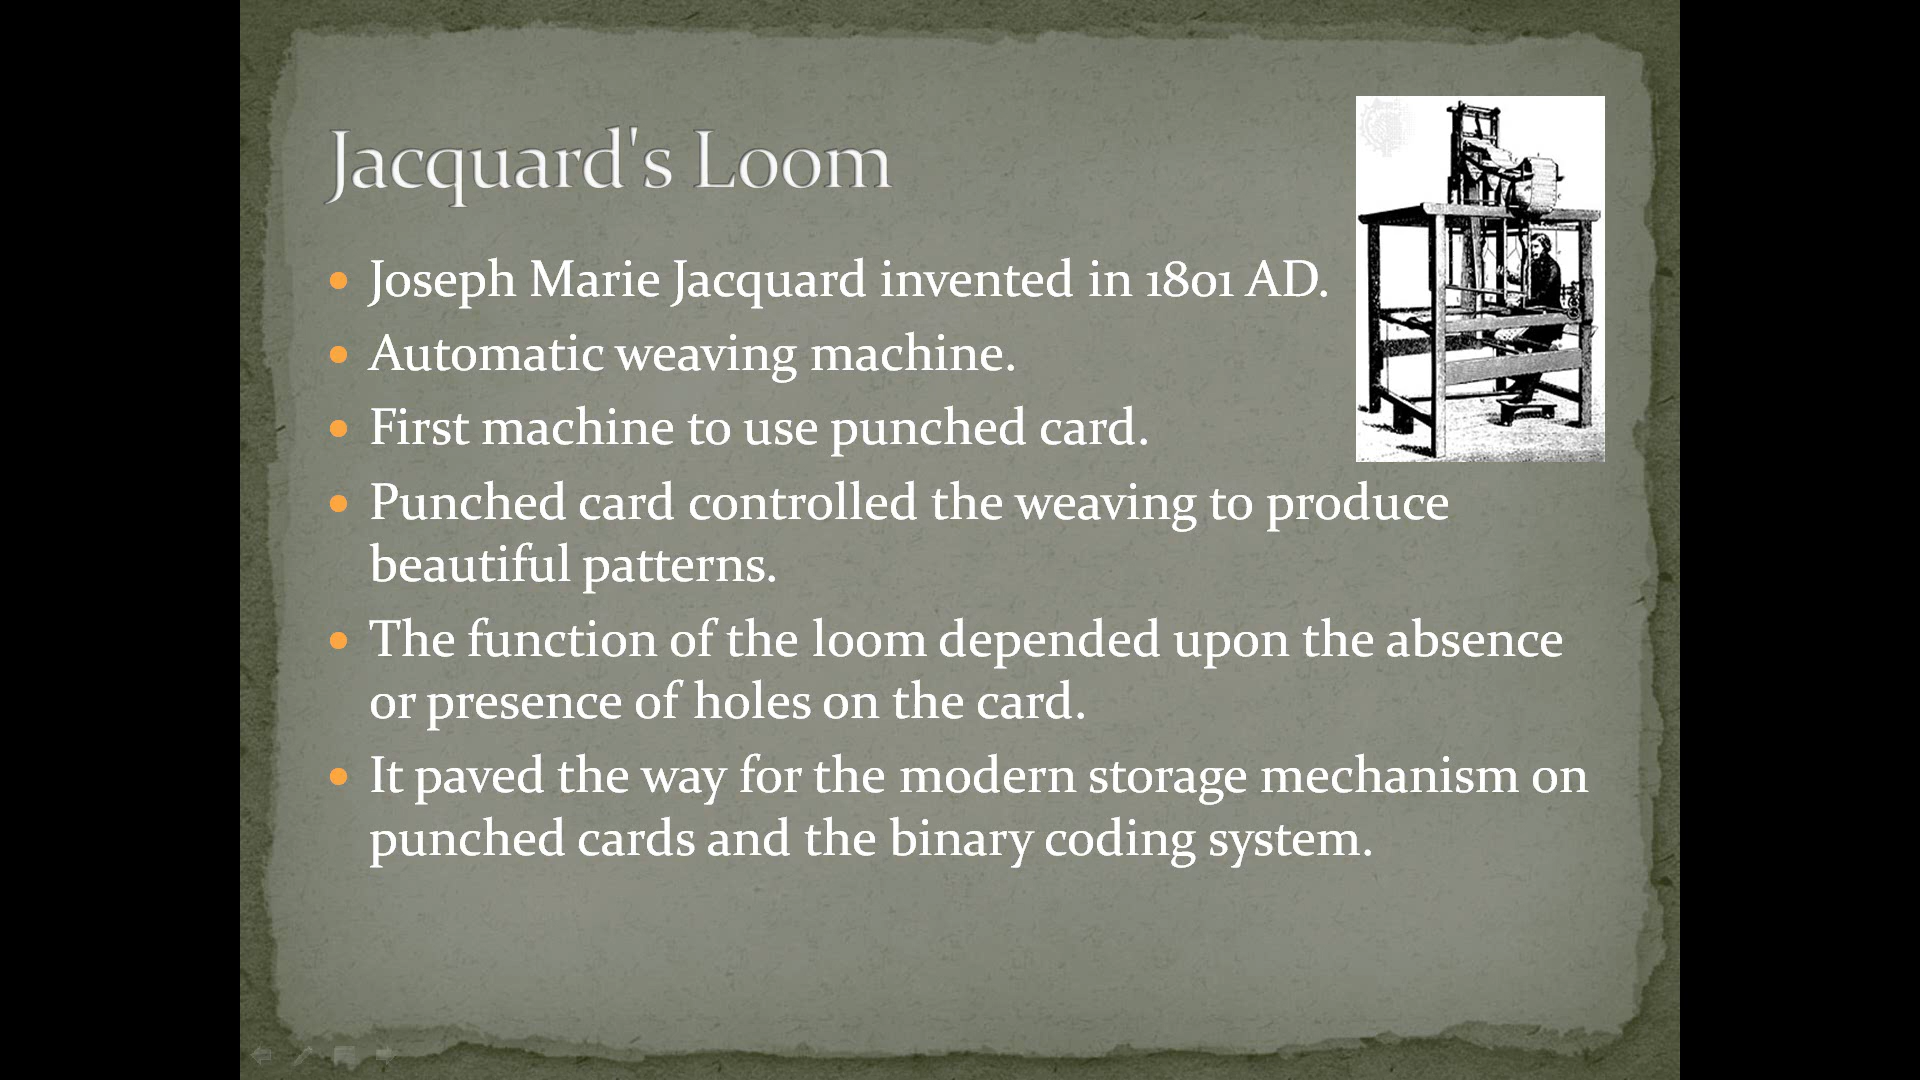 Jacquard's Loom
Joseph Marie Jacquard invented in 1801 AD.
Automatic weaving machine.
First machine to use punched card.
Punched card controlled the weaving to produce
beautiful patterns.
The function of the loom depended upon the absence
or presence of holes on the card.
It paved the way for the modern storage mechanism on
punched cards and the binary coding system.